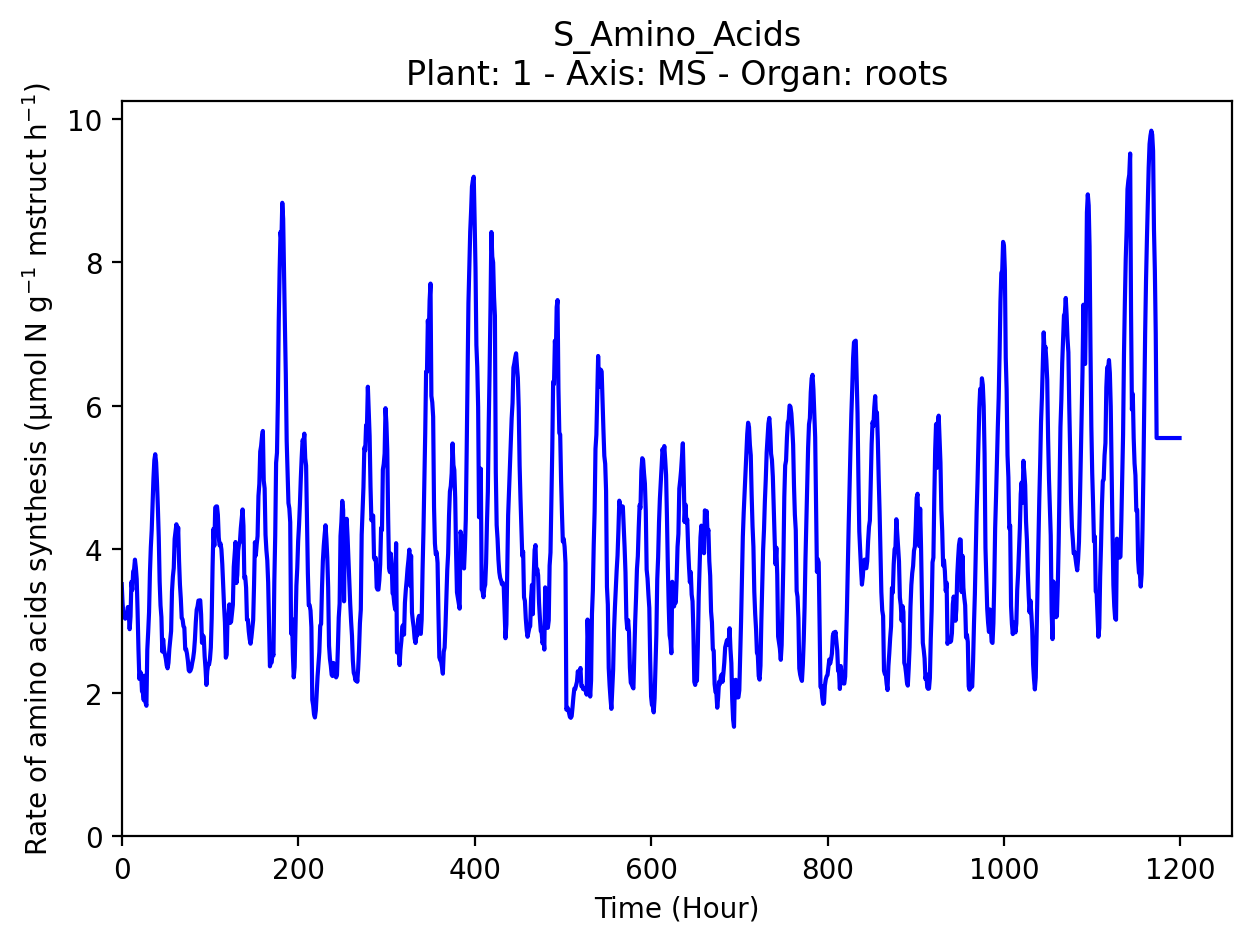 S_Amino_Acids
Plant: 1 - Axis: MS - Organ: roots
Rate of amino acids synthesis (µmol N g⁻¹ mstruct h⁻¹)
10
8
6
4
2
0
0 200 400 600 800 1000 1200
Time (Hour)